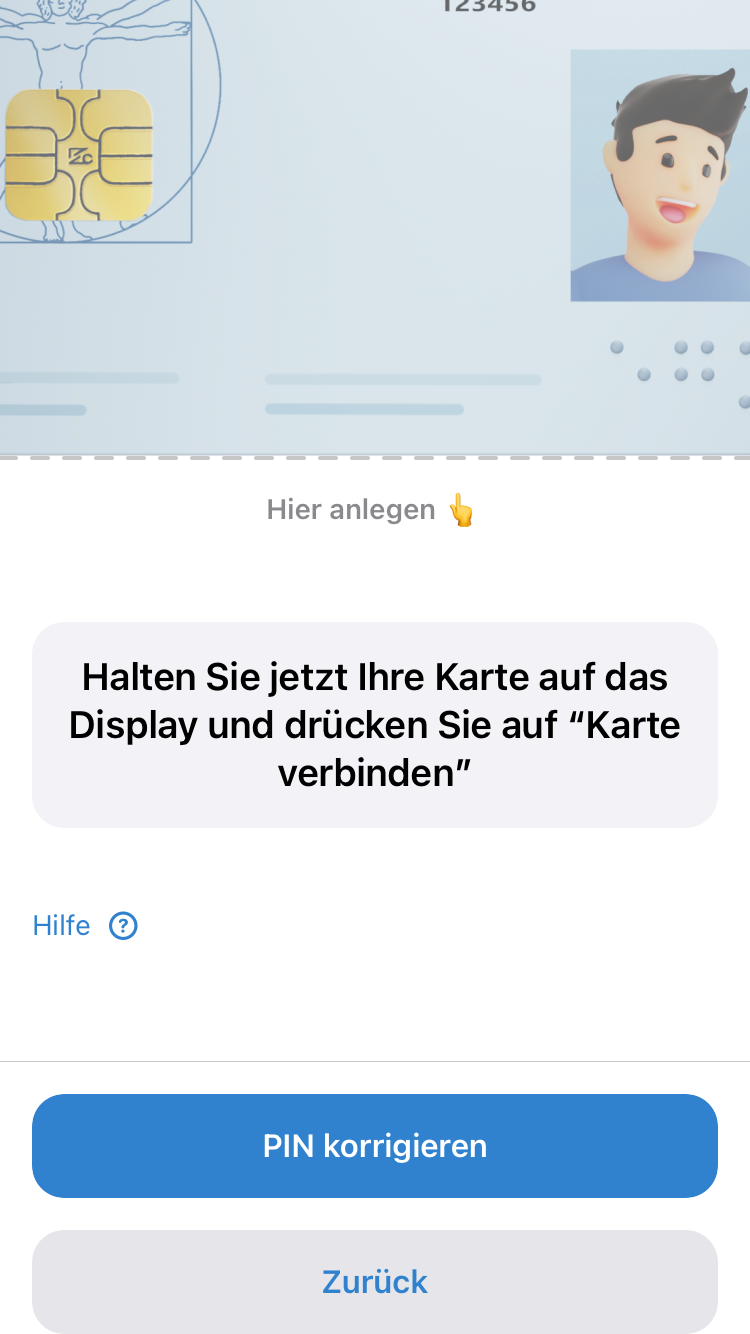 123456
Hier anlegen 👆
Halten Sie jetzt Ihre Karte auf das
Display und drücken Sie auf “Karte
verbinden”
Hilfe ?
PIN korrigieren
Zurück